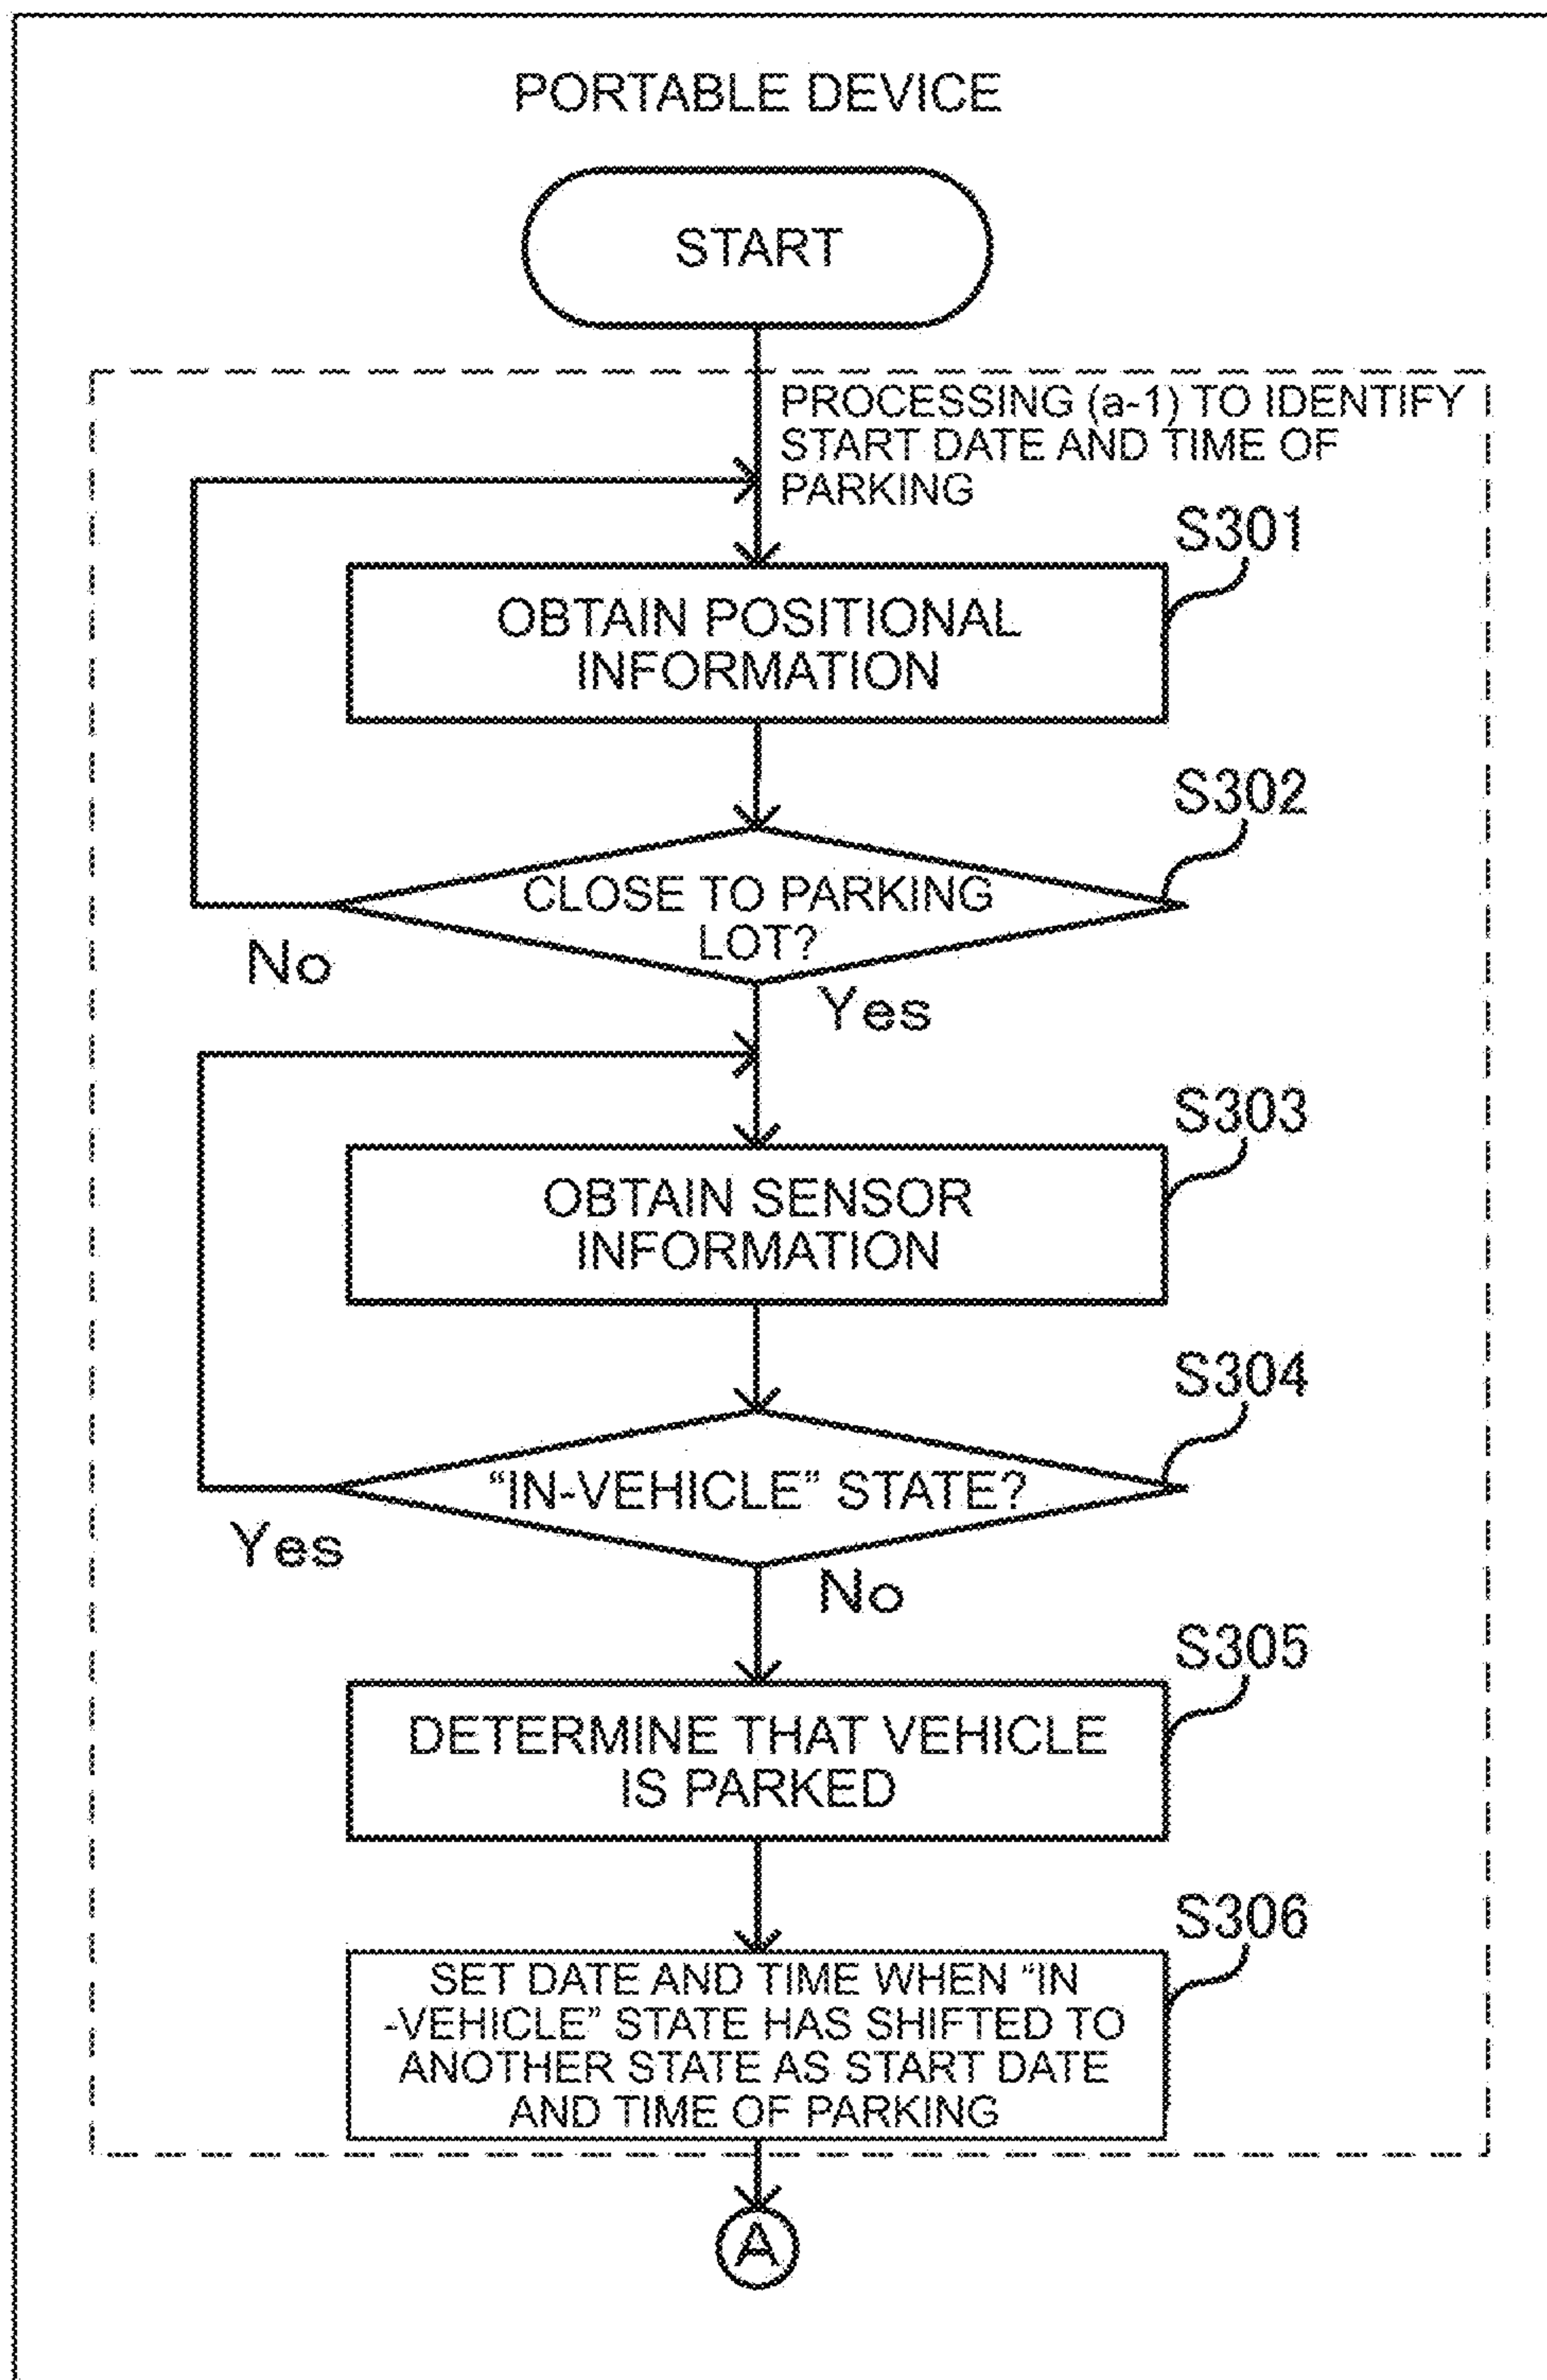 PORTABLE DEVICE
START
PROCESSING (a-1) TO IDENTIFY
START DATE AND TIME OF
PARKING
S301
OBTAIN POSITIONAL
INFORMATION
S302
CLOSE TO PARKING
LOT?
No
Yes
S303
OBTAIN SENSOR
INFORMATION
S304
“IN-VEHICLE” STATE?
Yes
No
S305
DETERMINE THAT VEHICLE
IS PARKED
S306
SET DATE AND TIME WHEN “IN
-VEHICLE” STATE HAS SHIFTED TO
ANOTHER STATE AS START DATE
AND TIME OF PARKING
A